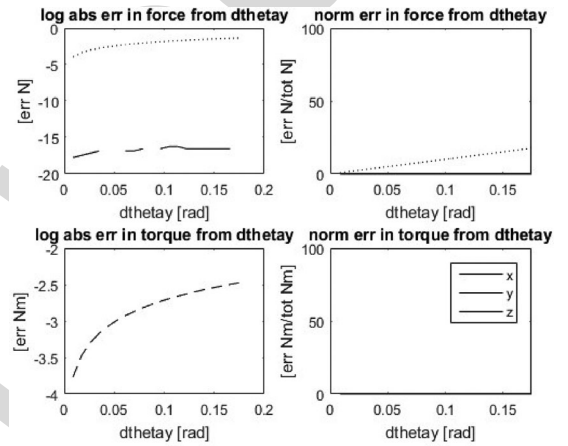 log abs err in force from dthetay
[err N]
0
-5
-10
-15
-20
0 0.05 0.1 0.15 0.2
dthetay [rad]
norm err in force from dthetay
[err N/tot N]
100
50
0
0 0.05 0.1 0.15
dthetay [rad]
log abs err in torque from dthetay
[err Nm]
-2
-2.5
-3
-3.5
-4
0 0.05 0.1 0.15 0.2
dthetay [rad]
norm err in torque from dthetay
[err Nm/tot Nm]
100
50
0
x
y
z
0 0.05 0.1 0.15
dthetay [rad]